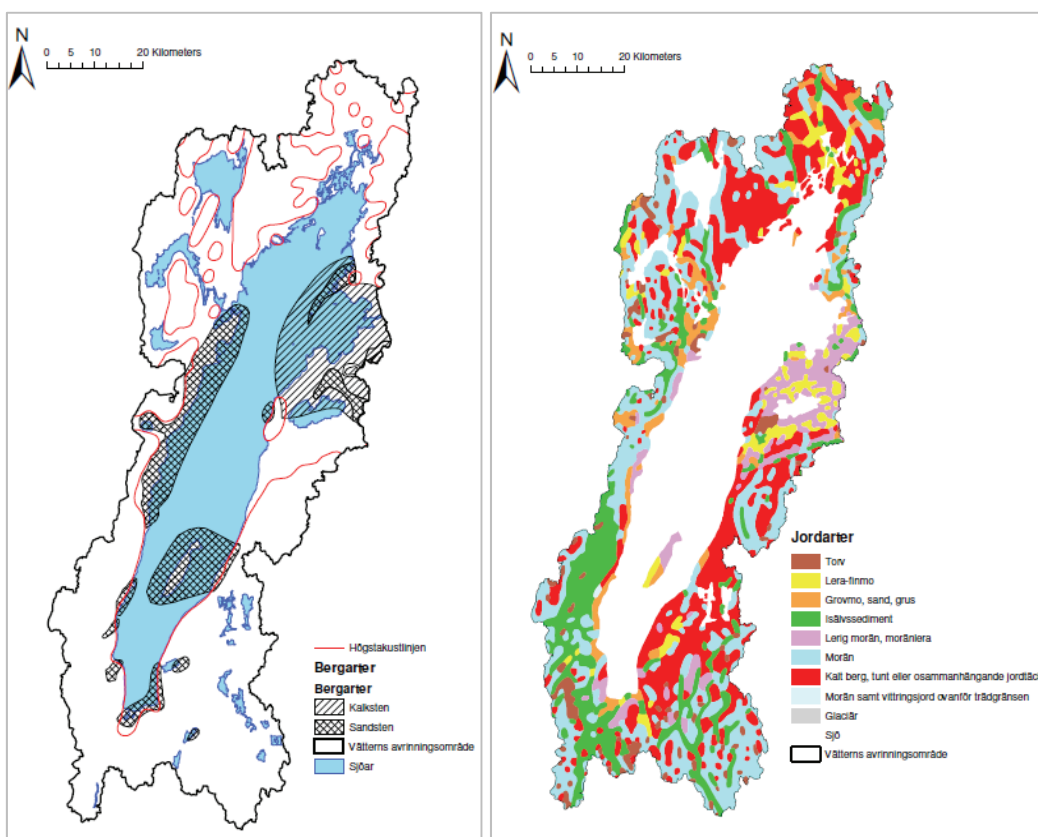 N
0 5 10 20 Kilometers
Högstakustlinjen
Bergarter
Bergarter
Kalksten
Sandsten
Vätterns avrinningsområde
Sjöar
N
0 5 10 20 Kilometers
Jordarter
Torv
Lera-finmo
Grovmo, sand, grus
Isälvssediment
Lerig morän, moränlera
Morän
Kalt berg, tunt eller osammanhängande jordtäc
Morän samt vittringsjord ovanför trädgränsen
Glaciär
Sjö
Vätterns avrinningsområde